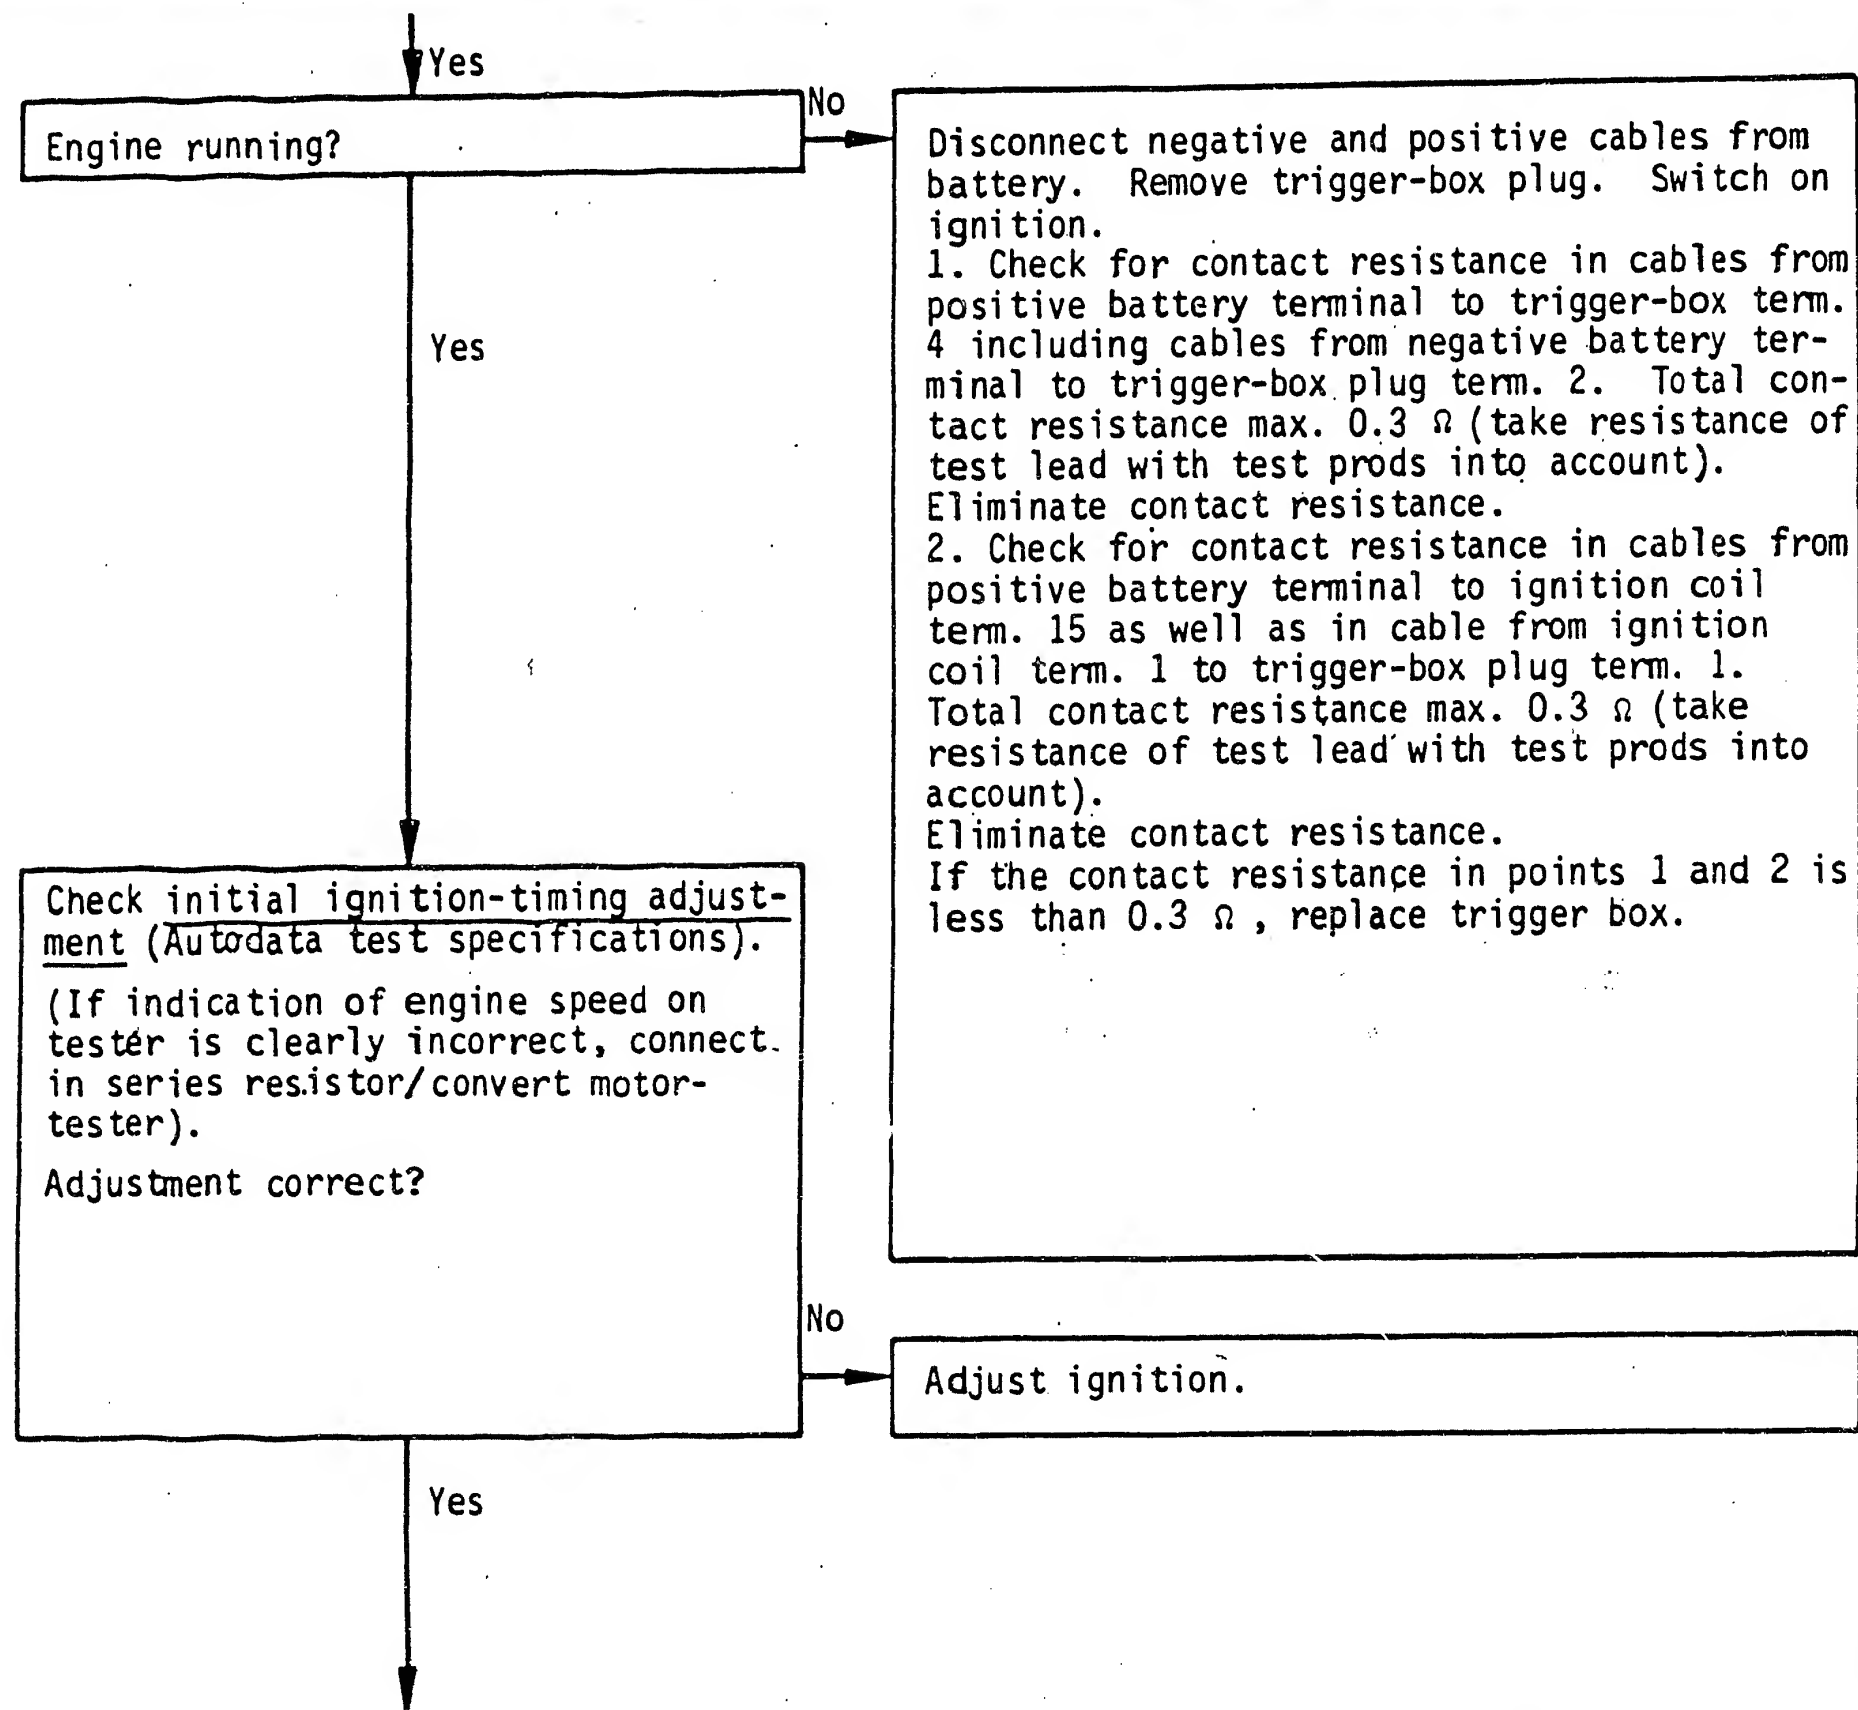 Yes
Engine running?
No
Disconnect negative and positive cables from
battery. Remove trigger-box plug. Switch on
ignition.
1. Check for contact resistance in cables from
positive battery terminal to trigger-box term.
4 including cables from negative battery ter-
minal to trigger-box plug term. 2. Total con-
tact resistance max. 0.3 Ω (take resistance of
test lead with test prods into account).
Eliminate contact resistance.
2. Check for contact resistance in cables from
positive battery terminal to ignition coil
term. 15 as well as in cable from ignition
coil term. 1 to trigger-box plug term. 1.
Total contact resistance max. 0.3 Ω (take
resistance of test lead with test prods into
account).
Eliminate contact resistance.
If the contact resistance in points 1 and 2 is
less than 0.3 Ω , replace trigger box.
Yes
Check initial ignition-timing adjust-
ment (Autodata test specifications).
(If indication of engine speed on
tester is clearly incorrect, connect
in series resistor/convert motor-
tester).
Adjustment correct?
No
Adjust ignition.
Yes